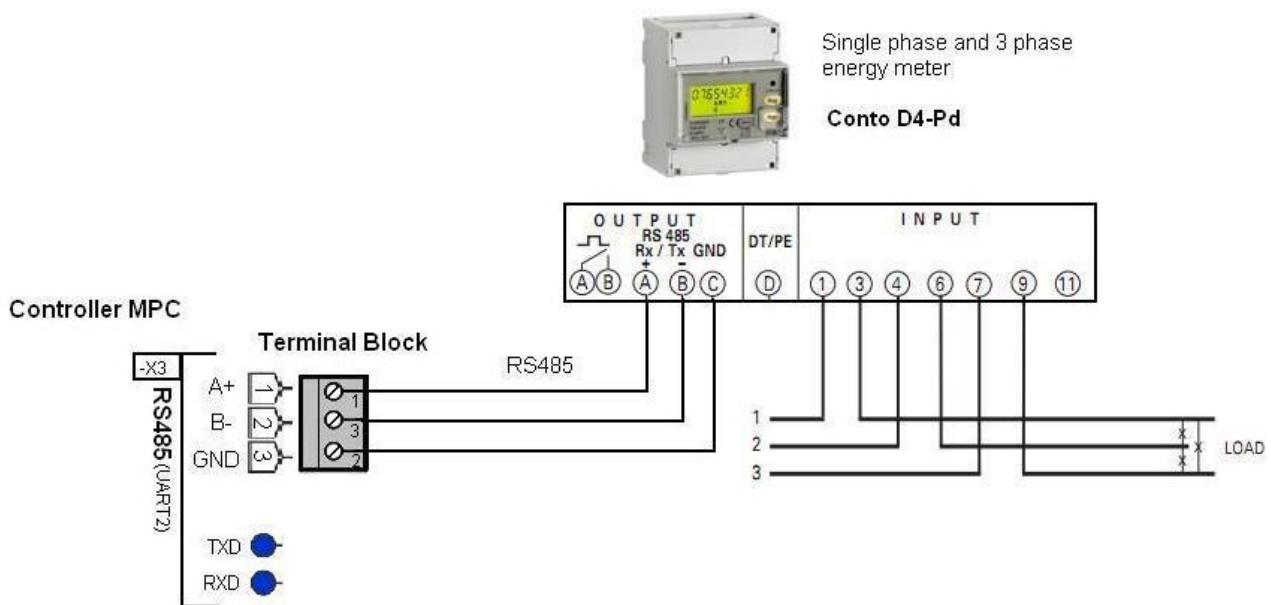 Single phase and 3 phase
energy meter
Conto D4-Pd
07654321
OUTPUT
RS 485
Rx / Tx GND
+ -
A B A B C
DT/PE
D
INPUT
1 3 4 6 7 9 11
Controller MPC
Terminal Block
RS485
-X3
RS485 (UART2)
A+ 1
B- 2
GND 3
1
3
2
TXD
RXD
1
2
3
LOAD